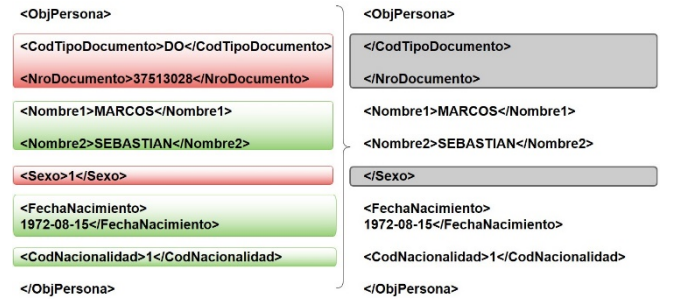 <ObjPersona>
<CodTipoDocumento>DO</CodTipoDocumento>
<NroDocumento>37513028</NroDocumento>
<Nombre1>MARCOS</Nombre1>
<Nombre2>SEBASTIAN</Nombre2>
<Sexo>1</Sexo>
<FechaNacimiento>
1972-08-15</FechaNacimiento>
<CodNacionalidad>1</CodNacionalidad>
</ObjPersona>
<ObjPersona>
</CodTipoDocumento>
</NroDocumento>
<Nombre1>MARCOS</Nombre1>
<Nombre2>SEBASTIAN</Nombre2>
</Sexo>
<FechaNacimiento>
1972-08-15</FechaNacimiento>
<CodNacionalidad>1</CodNacionalidad>
</ObjPersona>